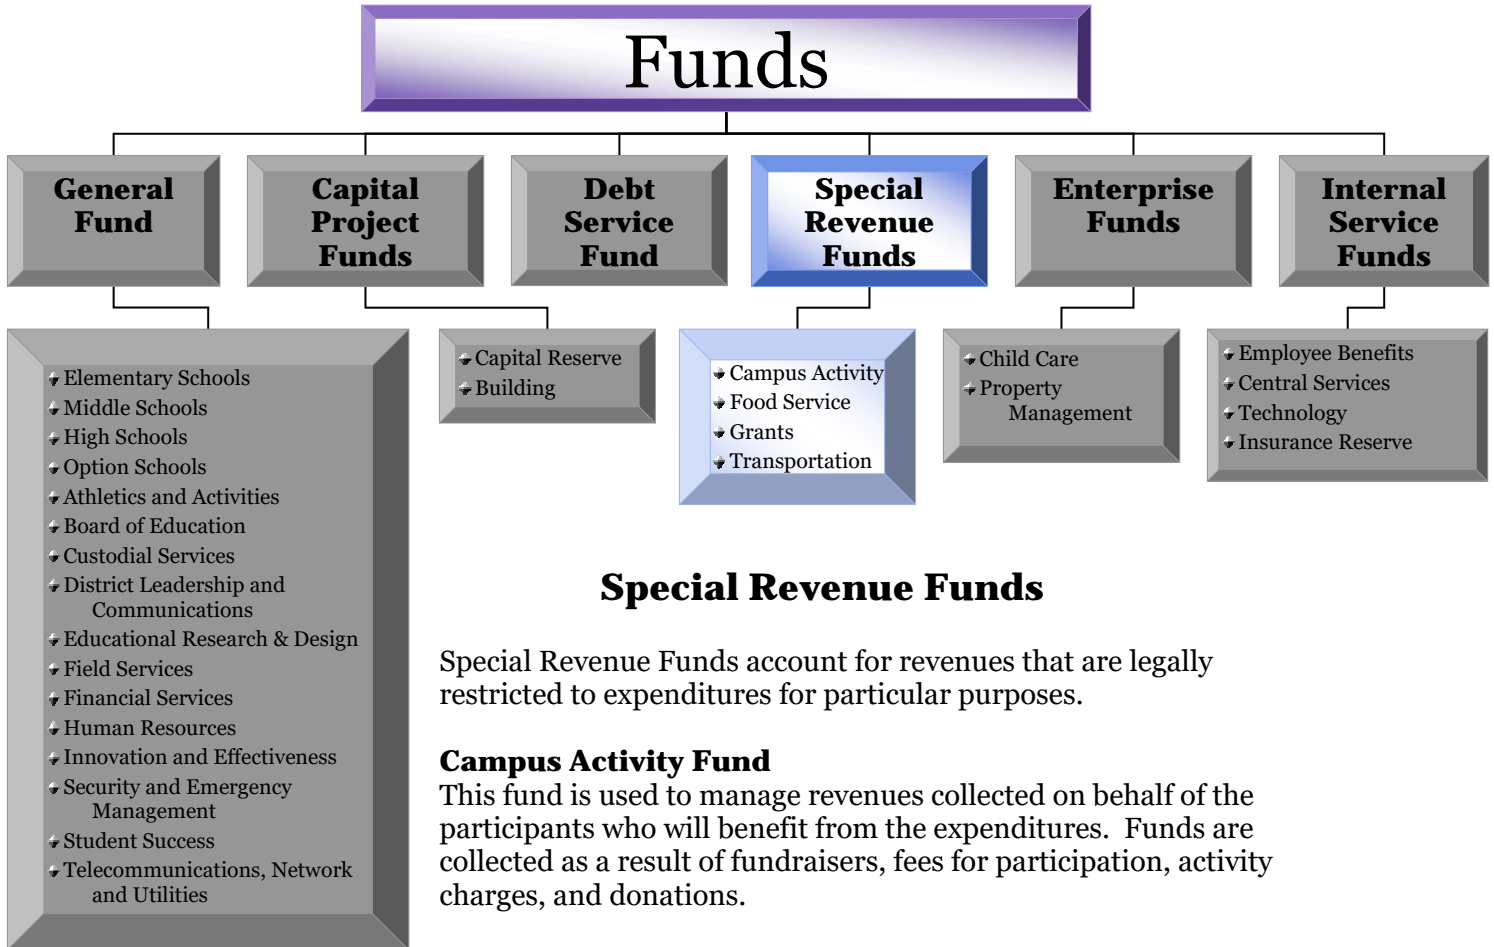 Funds
General
Fund
Capital
Project
Funds
Debt
Service
Fund
Special
Revenue
Funds
Enterprise
Funds
Internal
Service
Funds
Elementary Schools
Middle Schools
High Schools
Option Schools
Athletics and Activities
Board of Education
Custodial Services
District Leadership and
Communications
Educational Research & Design
Field Services
Financial Services
Human Resources
Innovation and Effectiveness
Security and Emergency
Management
Student Success
Telecommunications, Network
and Utilities
Capital Reserve
Building
Campus Activity
Food Service
Grants
Transportation
Child Care
Property
Management
Employee Benefits
Central Services
Technology
Insurance Reserve
Special Revenue Funds
Special Revenue Funds account for revenues that are legally
restricted to expenditures for particular purposes.
Campus Activity Fund
This fund is used to manage revenues collected on behalf of the
participants who will benefit from the expenditures.  Funds are
collected as a result of fundraisers, fees for participation, activity
charges, and donations.